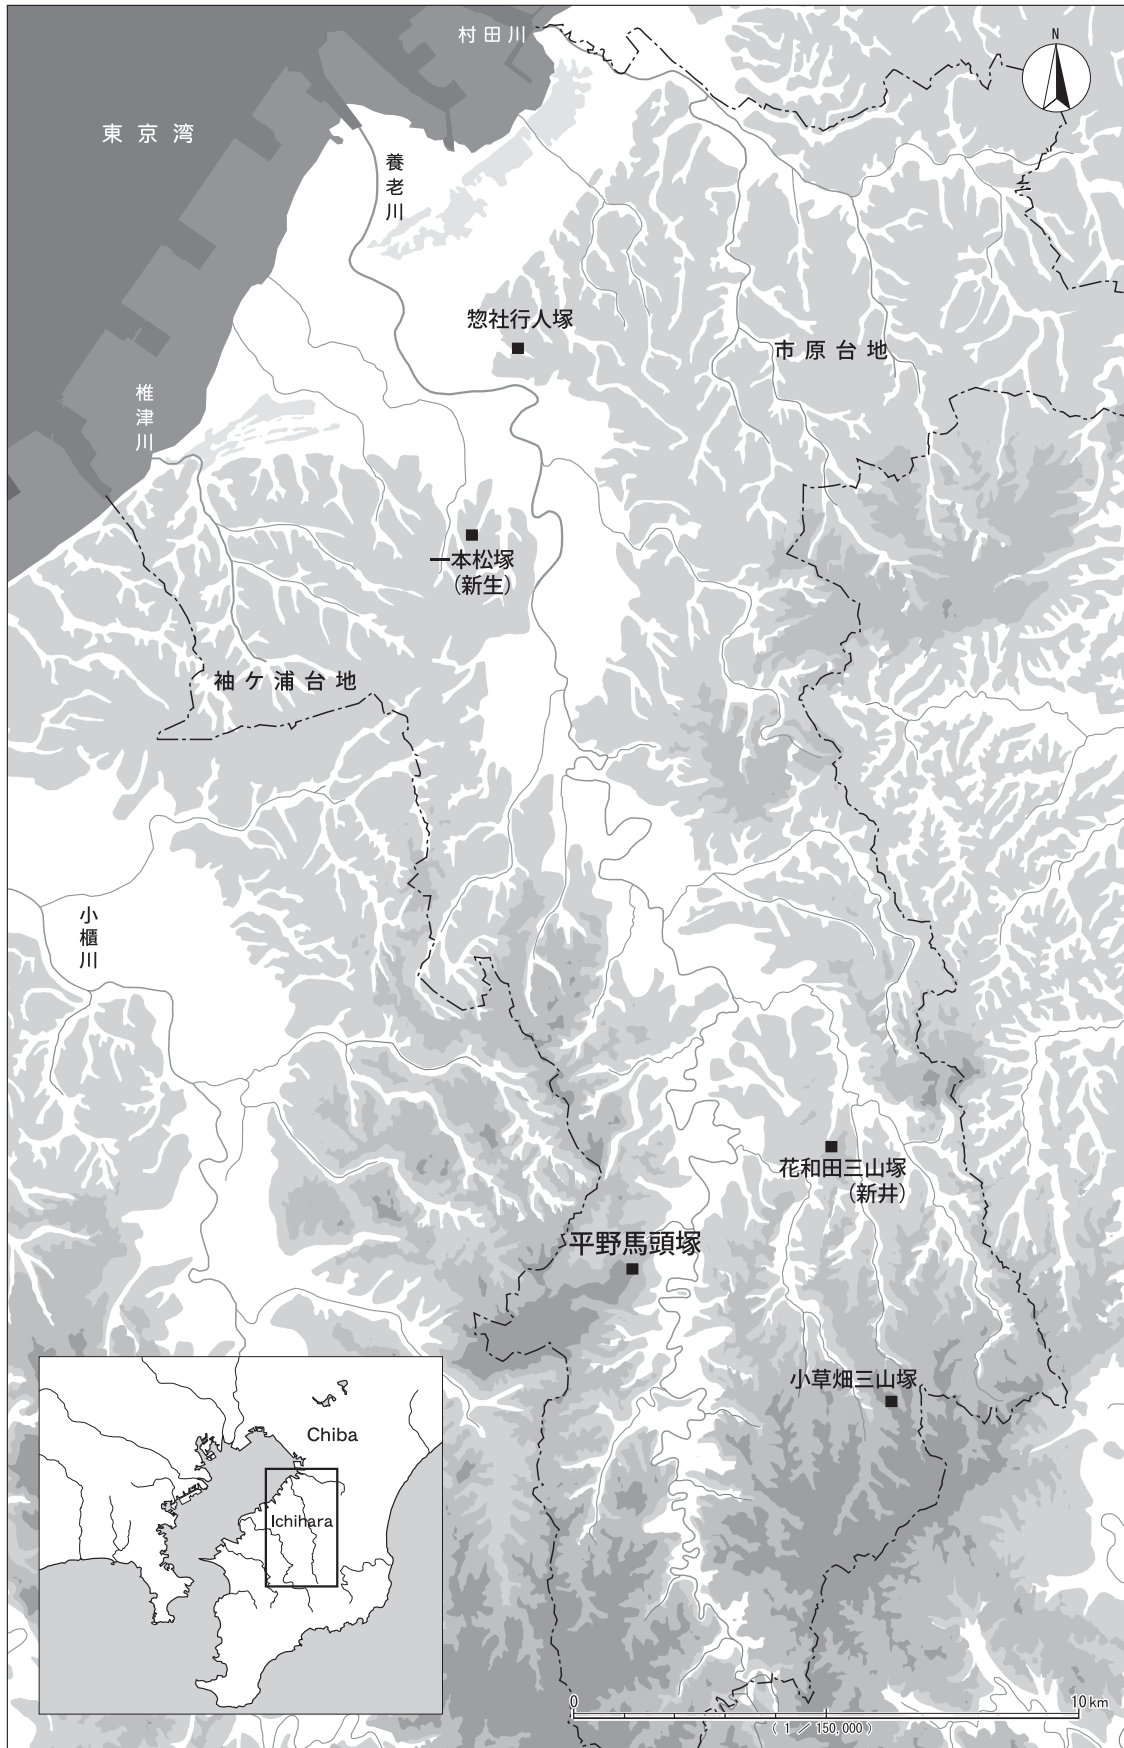 村田川
N
東京湾
養老川
惣社行人塚
市原台地
椎津川
一本松塚
(新生)
袖ケ浦台地
小櫃川
花和田三山塚
(新井)
平野馬頭塚
小草畑三山塚
Chiba
Ichihara
0
10km
( 1 / 150,000 )